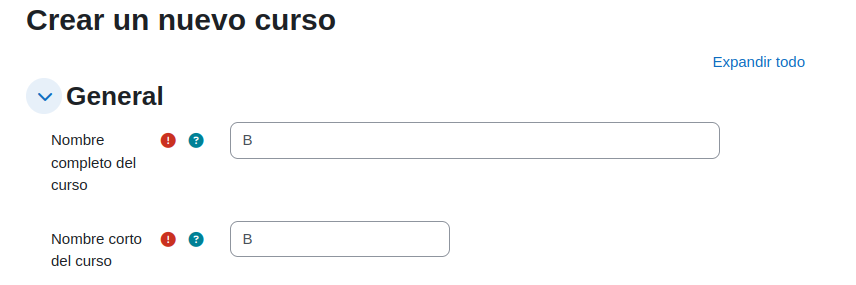 Crear un nuevo curso
Expandir todo
General
Nombre
completo del
curso
B
Nombre corto
del curso
B